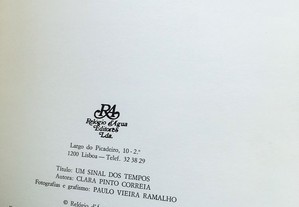 RA
Relógio d'Água
Editores
Lda.
Largo do Picadeiro, 10-2.°
1200 Lisboa — Telef. 32 38 29
Título: UM SINAL DOS TEMPOS
Autora: CLARA PINTO CORREIA
Fotografias e grafismo: PAULO VIEIRA RAMALHO
© Relógio d'Á